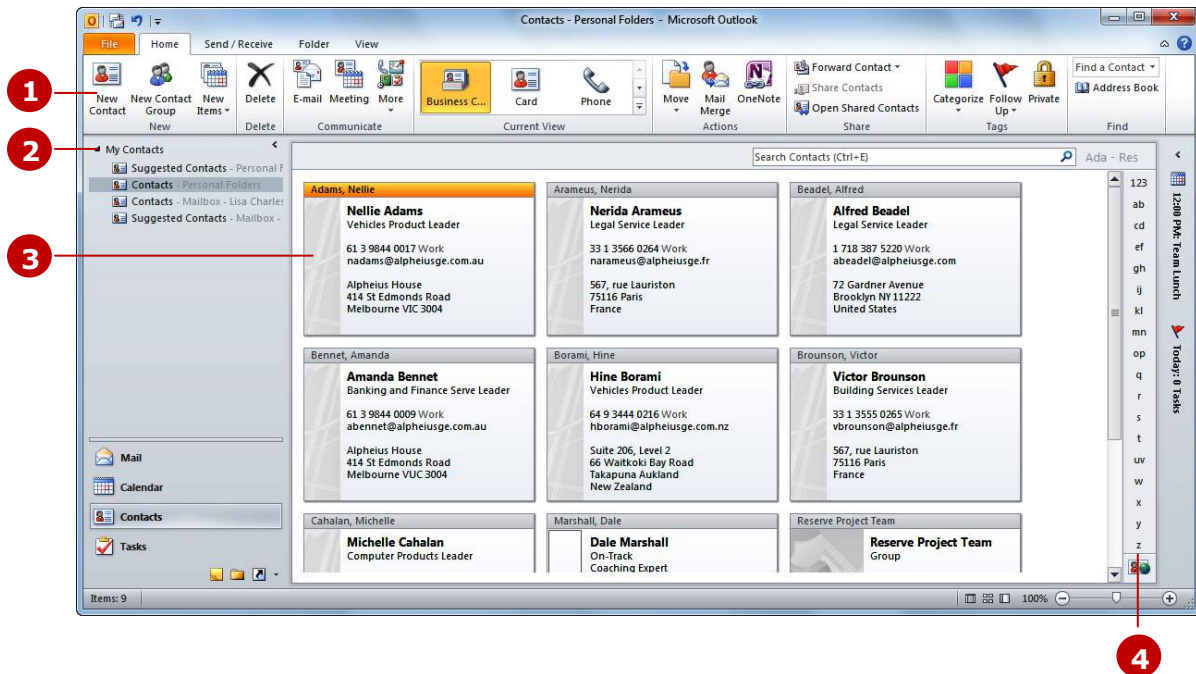 Contacts - Personal Folders - Microsoft Outlook
File Home Send / Receive Folder View
New Contact
New Contact Group
New Items
New
Delete
Delete
E-mail Meeting More
Communicate
Business C... Card Phone
Current View
Move
Mail Merge
OneNote
Actions
Forward Contact
Share Contacts
Open Shared Contacts
Share
Categorize
Follow Up
Private
Tags
Find a Contact
Address Book
Find
1
2
3
4
My Contacts
Suggested Contacts - Personal F
Contacts - Personal Folders
Contacts - Mailbox - Lisa Charles
Suggested Contacts - Mailbox -
Mail
Calendar
Contacts
Tasks
Search Contacts (Ctrl+E)
Ada - Res
Adams, Nellie
Nellie Adams
Vehicles Product Leader
61 3 9844 0017 Work
nadams@alpheiusge.com.au
Alpheius House
414 St Edmonds Road
Melbourne VIC 3004
Arameus, Nerida
Nerida Arameus
Legal Service Leader
33 1 3566 0264 Work
narameus@alpheiusge.fr
567, rue Lauriston
75116 Paris
France
Beadel, Alfred
Alfred Beadel
Legal Service Leader
1 718 387 5220 Work
abeadel@alpheiusge.com
72 Gardner Avenue
Brooklyn NY 11222
United States
Bennet, Amanda
Amanda Bennet
Banking and Finance Serve Leader
61 3 9844 0009 Work
abennet@alpheiusge.com.au
Alpheius House
414 St Edmonds Road
Melbourne VUC 3004
Borami, Hine
Hine Borami
Vehicles Product Leader
64 9 3444 0216 Work
hborami@alpheiusge.com.nz
Suite 206, Level 2
66 Waitkoki Bay Road
Takapuna Aukland
New Zealand
Brounson, Victor
Victor Brounson
Building Services Leader
33 1 3555 0265 Work
vbrounson@alpheiusge.fr
567, rue Lauriston
75116 Paris
France
Cahalan, Michelle
Michelle Cahalan
Computer Products Leader
Marshall, Dale
Dale Marshall
On-Track
Coaching Expert
Reserve Project Team
Reserve Project Team
Group
123
ab
cd
ef
gh
ij
kl
mn
op
q
r
s
t
uv
w
x
y
z
12:00 PM: Team Lunch
Today: 0 Tasks
Items: 9
100%